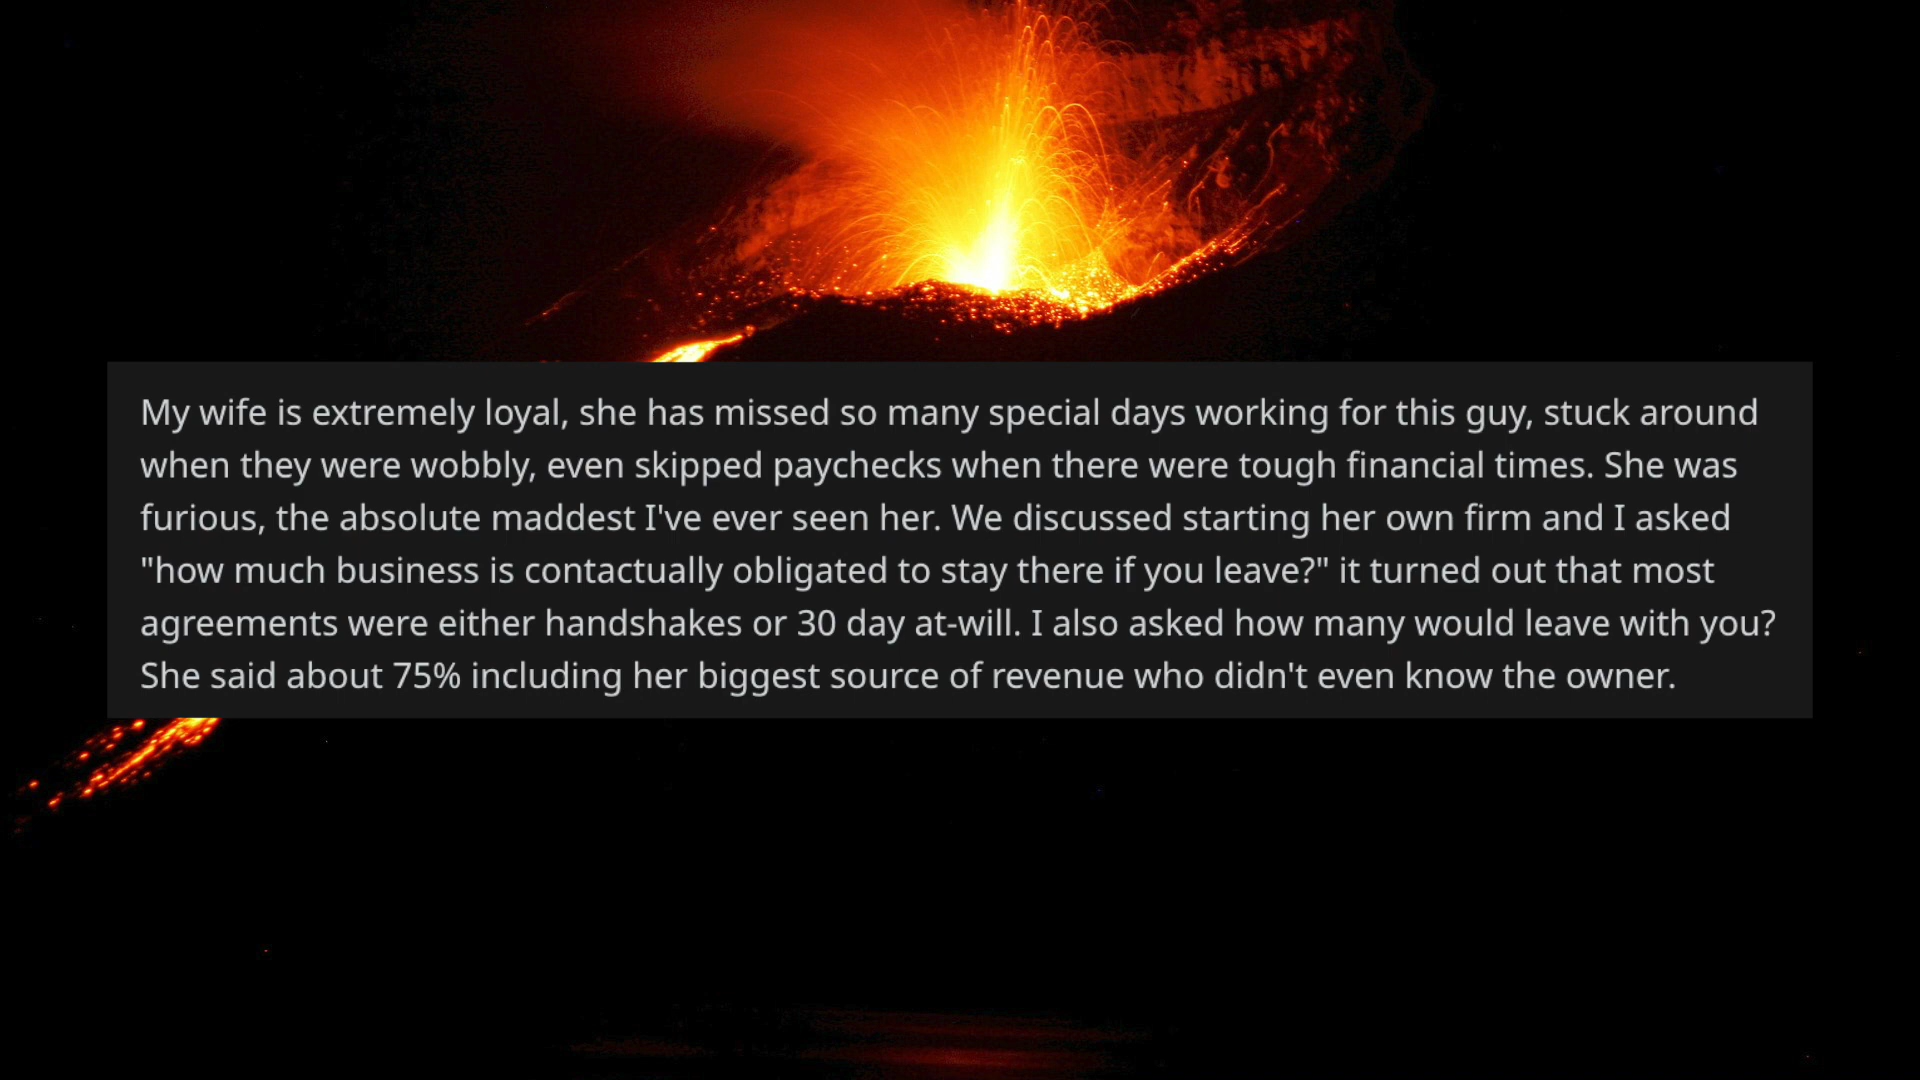 My wife is extremely loyal, she has missed so many special days working for this guy, stuck around
when they were wobbly, even skipped paychecks when there were tough financial times. She was
furious, the absolute maddest I've ever seen her. We discussed starting her own firm and I asked
"how much business is contactually obligated to stay there if you leave?" it turned out that most
agreements were either handshakes or 30 day at-will. I also asked how many would leave with you?
She said about 75% including her biggest source of revenue who didn't even know the owner.